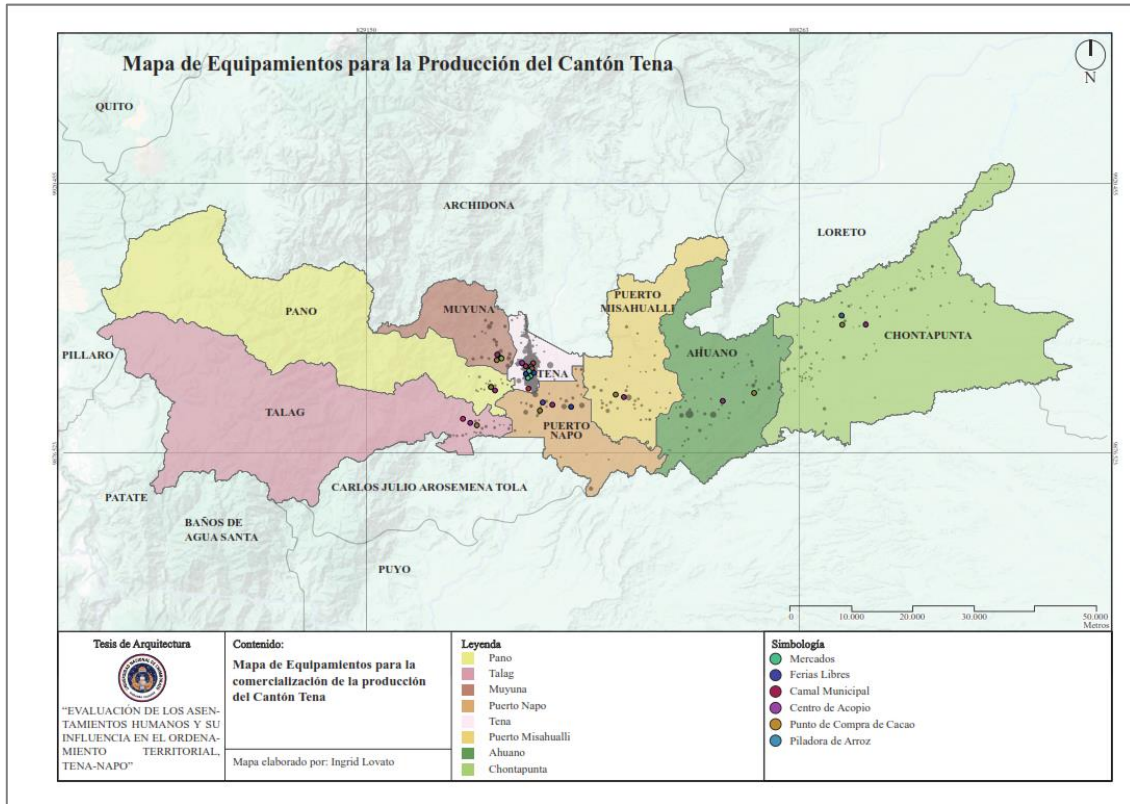 829150
898265
Mapa de Equipamientos para la Producción del Cantón Tena
N
QUITO
ARCHIDONA
LORETO
PANO
MUYUNA
PUERTO
MISAHUALLI
CHONTAPUNTA
PILLARO
AHUANO
TENA
TALAG
PUERTO
NAPO
CARLOS JULIO AROSEMENA TOLA
PATATE
BAÑOS DE
AGUA SANTA
PUYO
0 10.000 20.000 30.000 50.000
Metros
Tesis de Arquitectura
“EVALUACIÓN DE LOS ASEN-
TAMIENTOS HUMANOS Y SU
INFLUENCIA EN EL ORDENA-
MIENTO TERRITORIAL,
TENA-NAPO”
Contenido:
Mapa de Equipamientos para la
comercialización de la producción
del Cantón Tena
Mapa elaborado por: Ingrid Lovato
Leyenda
Pano
Talag
Muyuna
Puerto Napo
Tena
Puerto Misahualli
Ahuano
Chontapunta
Simbología
Mercados
Ferias Libres
Camal Municipal
Centro de Acopio
Punto de Compra de Cacao
Piladora de Arroz